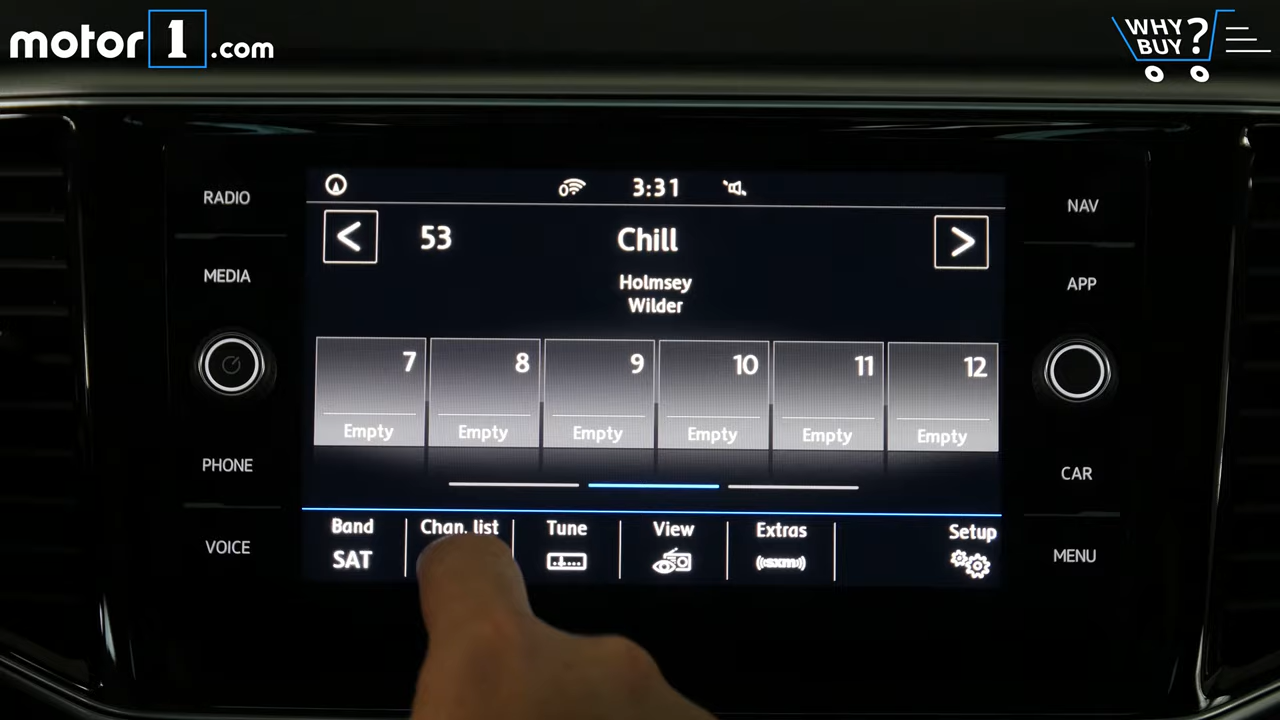 motor1.com
WHY BUY?
RADIO
MEDIA
PHONE
VOICE
0
3:31
53
Chill
Holmsey
Wilder
7
8
9
10
11
12
Empty
Empty
Empty
Empty
Empty
Empty
Band
SAT
Chan. list
Tune
View
Extras
((sxm))
Setup
NAV
APP
CAR
MENU